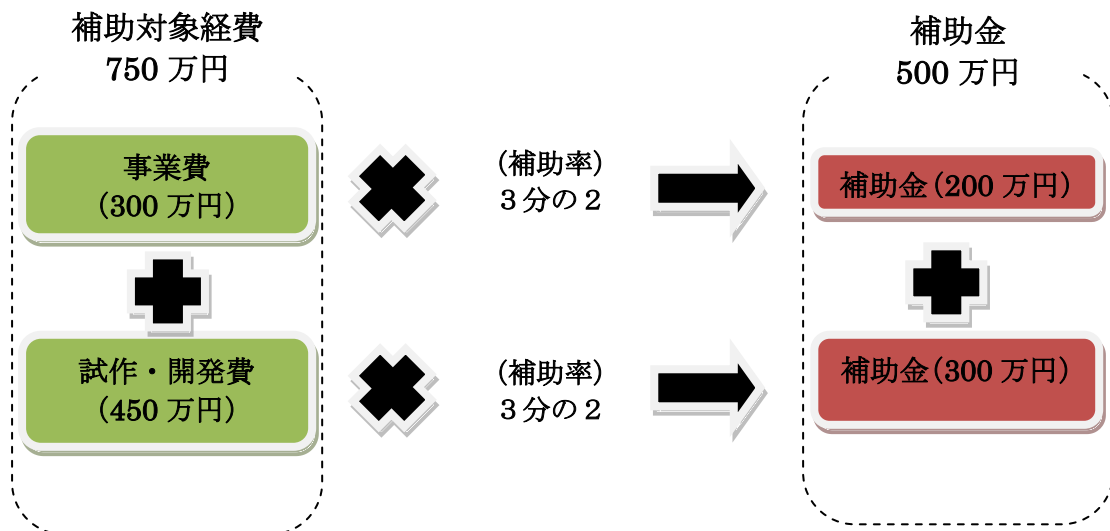 補助対象経費
750 万円
補助金
500 万円
事業費
(300 万円)
(補助率)
３分の２
補助金(200 万円)
試作・開発費
(450 万円)
(補助率)
３分の２
補助金(300 万円)